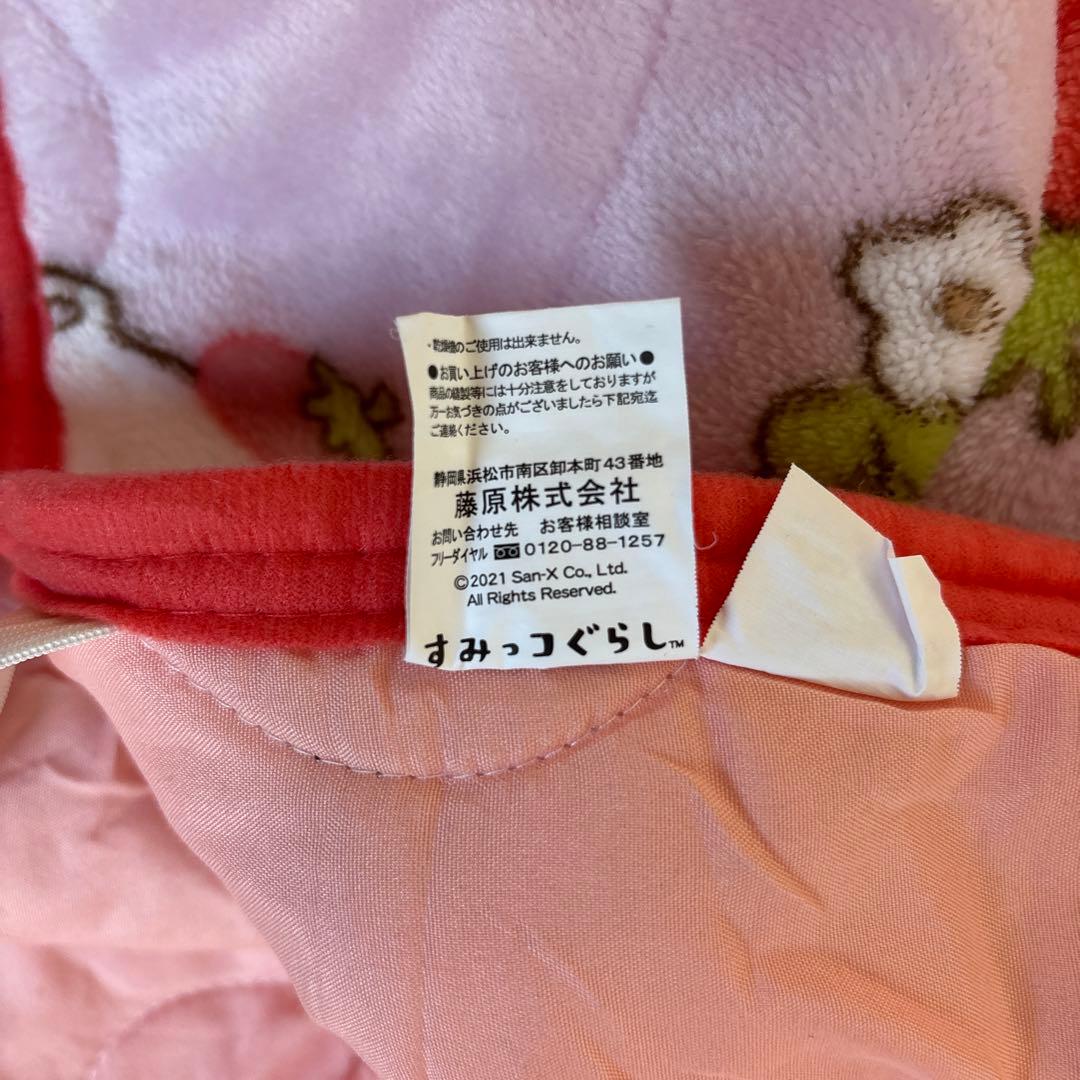 ・乾燥機のご使用は出来ません。
●お買い上げのお客様へのお願い●
商品の縫製等には十分注意をしておりますが
万一お気づきの点がございましたら下記宛迄
ご連絡ください。
静岡県浜松市南区卸本町43番地
藤原株式会社
お問い合わせ先 お客様相談室
フリーダイヤル 0120-88-1257
©2021 San-X Co., Ltd.
All Rights Reserved.
すみっコぐらし™